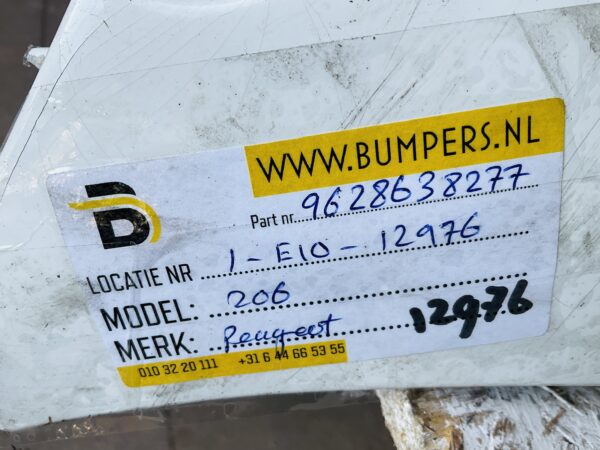 WWW.BUMPERS.NL
Part nr. 9628638277
LOCATIE NR 1-E10-12976
MODEL: 206
MERK: Peugeot 12976
010 32 20 111 +31 6 44 66 53 55